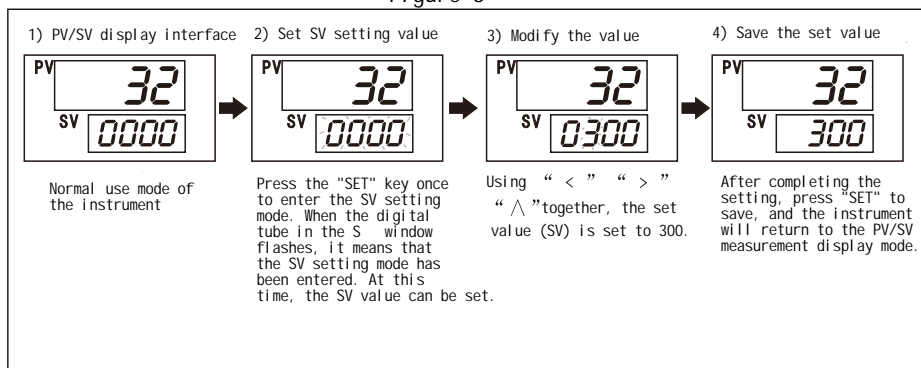 1) PV/SV display interface
PV 32
SV 0000
Normal use mode of
the instrument
2) Set SV setting value
PV 32
SV 0000
Press the "SET" key once
to enter the SV setting
mode. When the digital
tube in the S window
flashes, it means that
the SV setting mode has
been entered. At this
time, the SV value can be set.
3) Modify the value
PV 32
SV 0300
Using “ < ” “ > ”
“ ∧ ”together, the set
value (SV) is set to 300.
4) Save the set value
PV 32
SV 300
After completing the
setting, press "SET" to
save, and the instrument
will return to the PV/SV
measurement display mode.